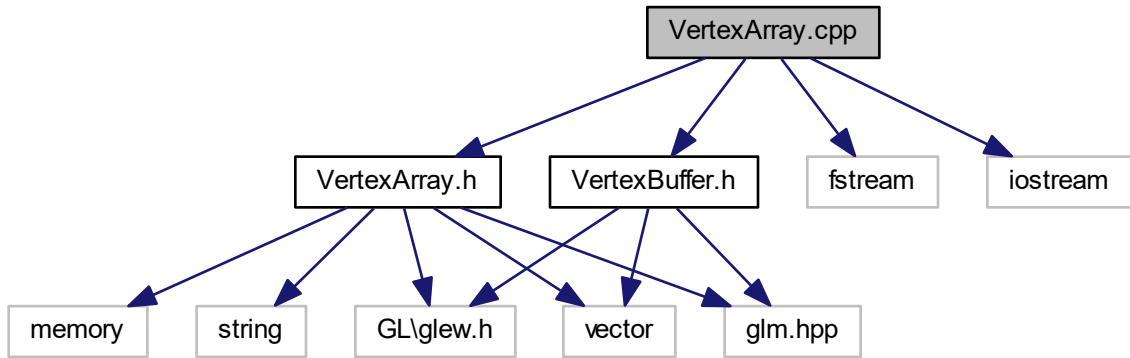 VertexArray.cpp
VertexArray.h
VertexBuffer.h
fstream
iostream
memory
string
GL\glew.h
vector
glm.hpp